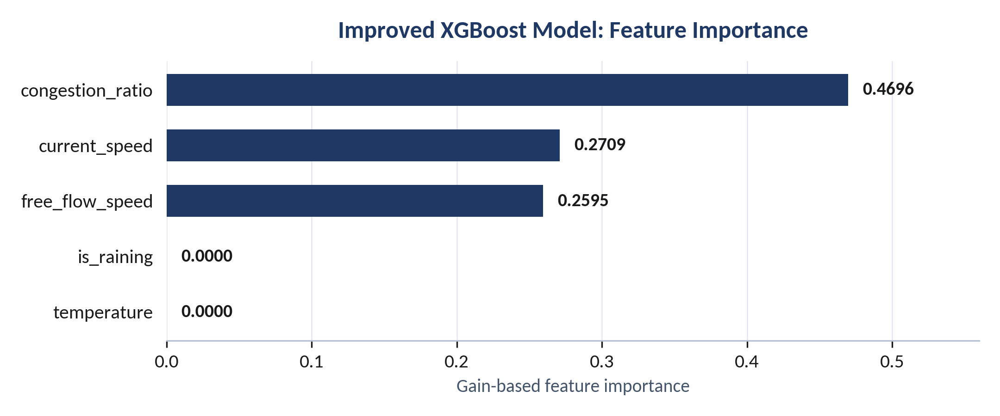 Improved XGBoost Model: Feature Importance
congestion_ratio 0.4696
current_speed 0.2709
free_flow_speed 0.2595
is_raining 0.0000
temperature 0.0000
0.0 0.1 0.2 0.3 0.4 0.5
Gain-based feature importance